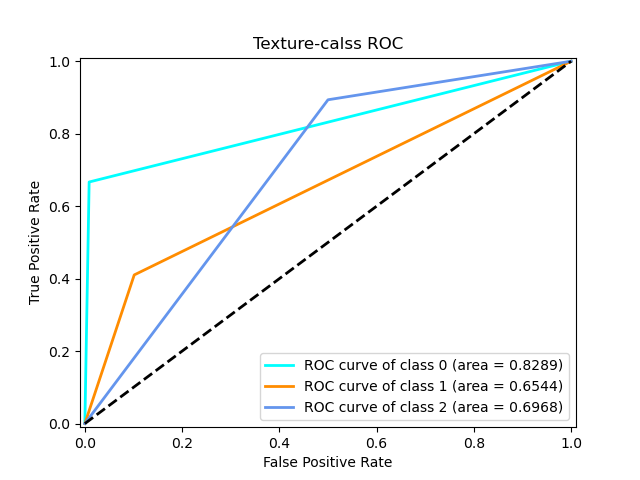 Texture-calss ROC
True Positive Rate
1.0
0.8
0.6
0.4
0.2
0.0
ROC curve of class 0 (area = 0.8289)
ROC curve of class 1 (area = 0.6544)
ROC curve of class 2 (area = 0.6968)
0.0
0.2
0.4
0.6
0.8
1.0
False Positive Rate